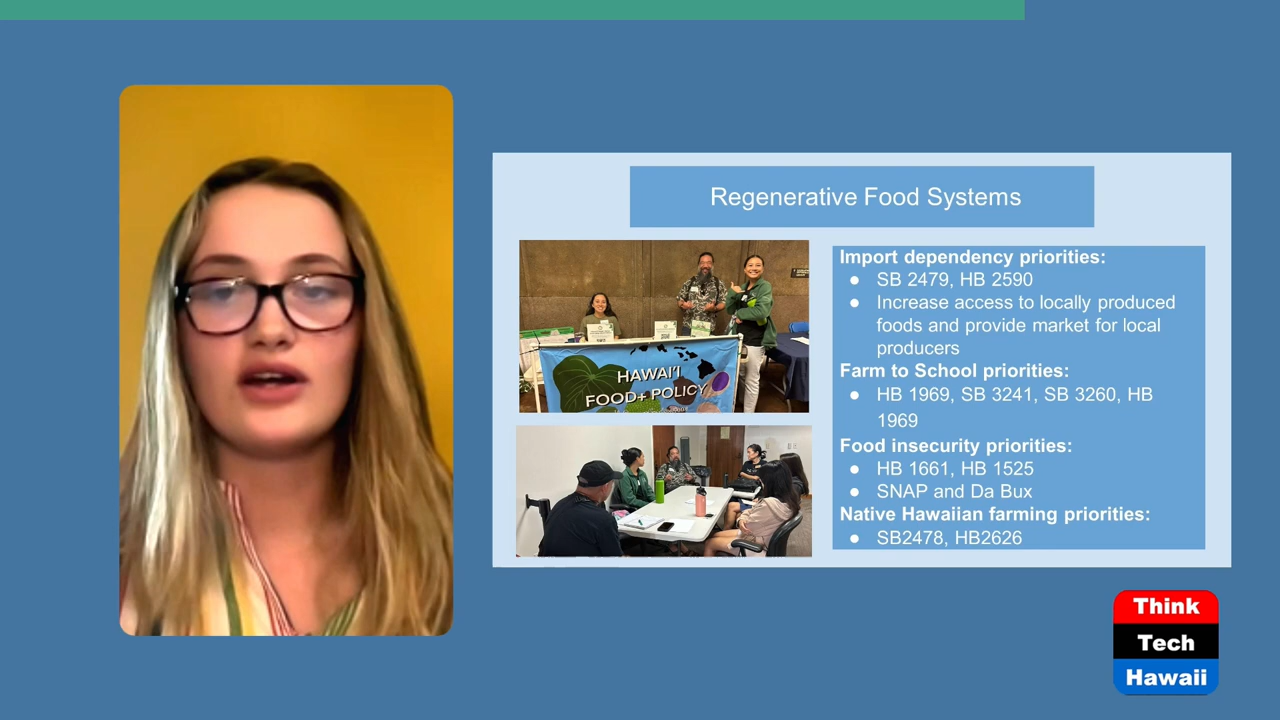 Regenerative Food Systems
HAWAI'I
FOOD+ POLICY
Import dependency priorities:
● SB 2479, HB 2590
● Increase access to locally produced
foods and provide market for local
producers
Farm to School priorities:
● HB 1969, SB 3241, SB 3260, HB
1969
Food insecurity priorities:
● HB 1661, HB 1525
● SNAP and Da Bux
Native Hawaiian farming priorities:
● SB2478, HB2626
Think
Tech
Hawaii